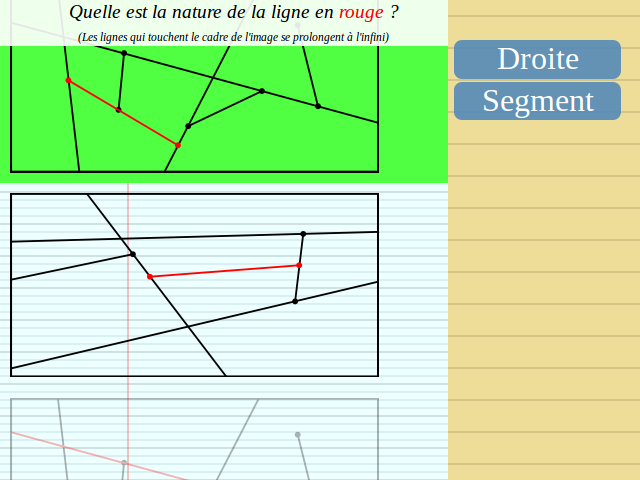 Quelle est la nature de la ligne en rouge ?
(Les lignes qui touchent le cadre de l'image se prolongent à l'infini)
Droite
Segment